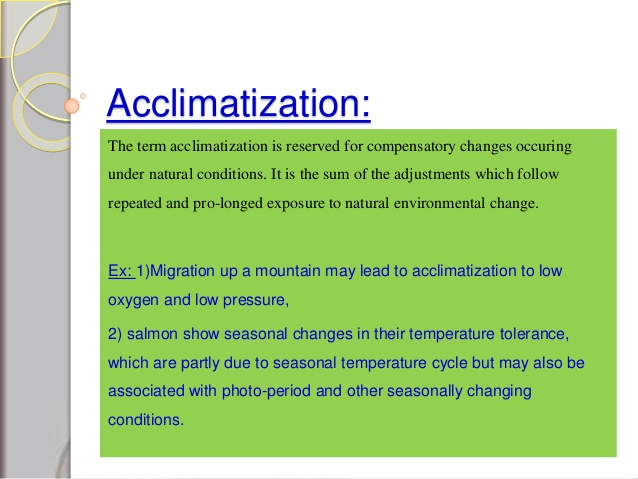 Acclimatization:
The term acclimatization is reserved for compensatory changes occuring
under natural conditions. It is the sum of the adjustments which follow
repeated and pro-longed exposure to natural environmental change.
Ex: 1)Migration up a mountain may lead to acclimatization to low
oxygen and low pressure,
2) salmon show seasonal changes in their temperature tolerance,
which are partly due to seasonal temperature cycle but may also be
associated with photo-period and other seasonally changing
conditions.